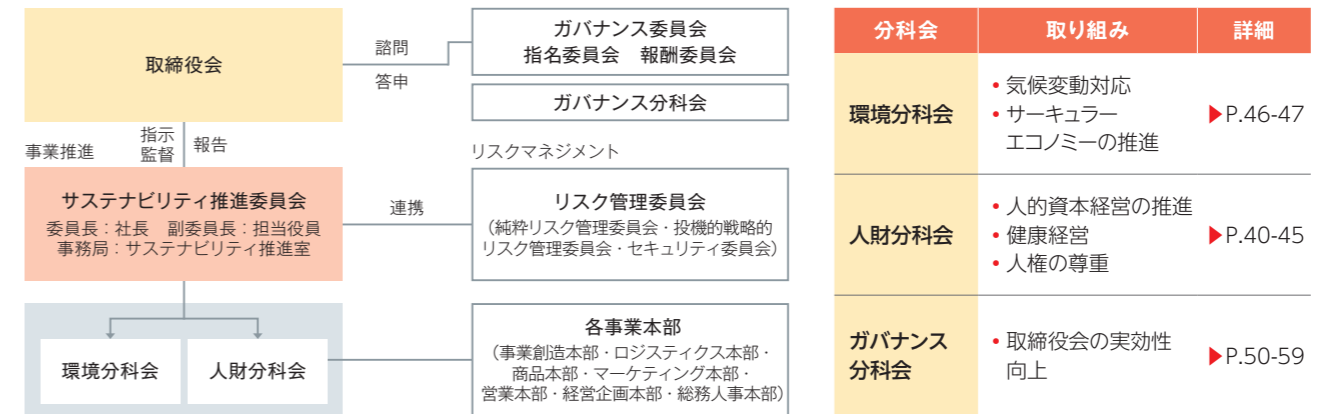 取締役会
諮問
答申
ガバナンス委員会
指名委員会　報酬委員会
ガバナンス分科会
事業推進
指示
監督
報告
リスクマネジメント
サステナビリティ推進委員会
委員長：社長　副委員長：担当役員
事務局：サステナビリティ推進室
連携
リスク管理委員会
（純粋リスク管理委員会・投機的戦略的
リスク管理委員会・セキュリティ委員会）
環境分科会
人財分科会
各事業本部
（事業創造本部・ロジスティクス本部・
商品本部・マーケティング本部・
営業本部・経営企画本部・総務人事本部）
分科会　取り組み　詳細
環境分科会
• 気候変動対応
• サーキュラー
エコノミーの推進
▶P.46-47
人財分科会
• 人的資本経営の推進
• 健康経営
• 人権の尊重
▶P.40-45
ガバナンス
分科会
• 取締役会の実効性
向上
▶P.50-59